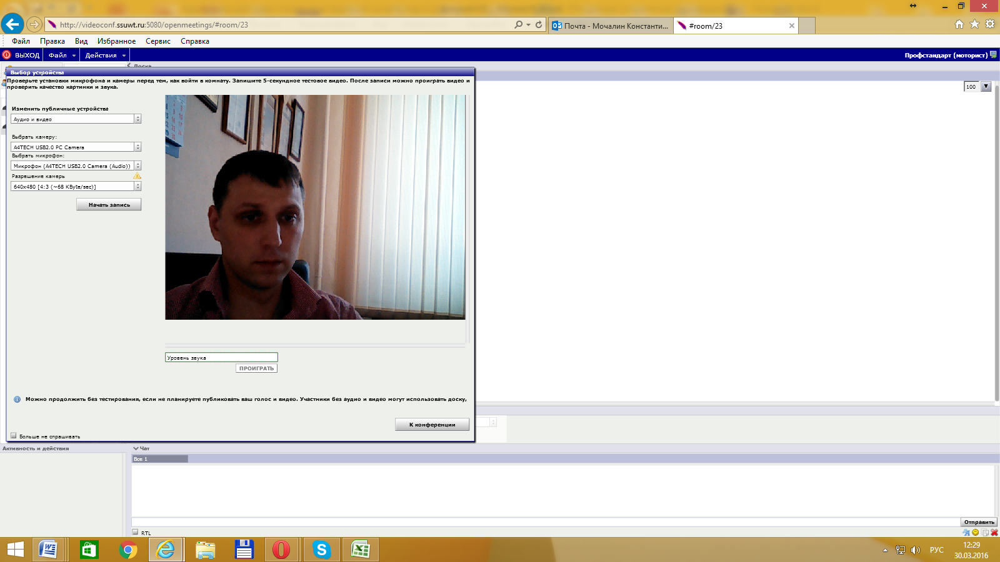 http://videoconf.ssuwt.ru:5080/openmeetings/#room/23
Почта - Мочалин Константи...
#room/23
Файл Правка Вид Избранное Сервис Справка
ВЫХОД Файл Действия
Профстандарт (моторист)
Доска
Выбор устройства
Проверьте установки микрофона и камеры перед тем, как войти в комнату. Запишите 5-секундное тестовое видео. После записи можно проиграть видео и
проверить качество картинки и звука.
100
Изменить публичные устройства
Аудио и видео
Выбрать камеру:
A4TECH USB2.0 PC Camera
Выбрать микрофон:
Микрофон (A4TECH USB2.0 Camera (Audio))
Разрешение камеры
640x480 [4:3 (~68 KByte/sec)]
Начать запись
Уровень звука
ПРОИГРАТЬ
Можно продолжить без тестирования, если не планируете публиковать ваш голос и видео. Участники без аудио и видео могут использовать доску,
К конференции
Больше не спрашивать
Активность и действия
Чат
Все 1
Отправить
RTL
РУС
12:29
30.03.2016